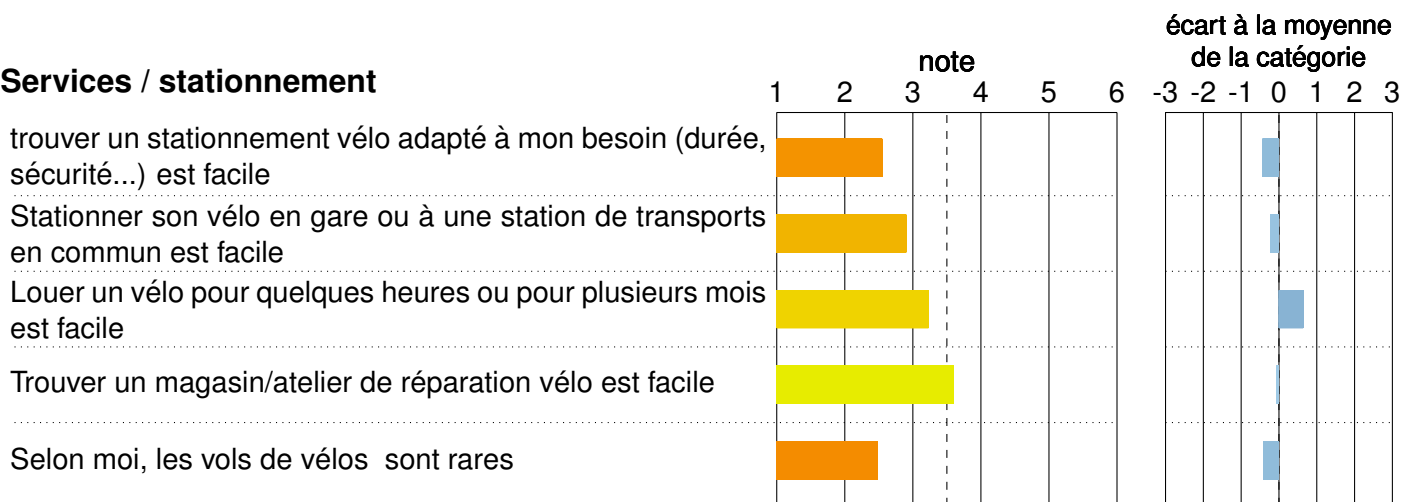 écart à la moyenne
de la catégorie
note
Services / stationnement
1 2 3 4 5 6
-3 -2 -1 0 1 2 3
trouver un stationnement vélo adapté à mon besoin (durée,
sécurité...) est facile
Stationner son vélo en gare ou à une station de transports
en commun est facile
Louer un vélo pour quelques heures ou pour plusieurs mois
est facile
Trouver un magasin/atelier de réparation vélo est facile
Selon moi, les vols de vélos sont rares